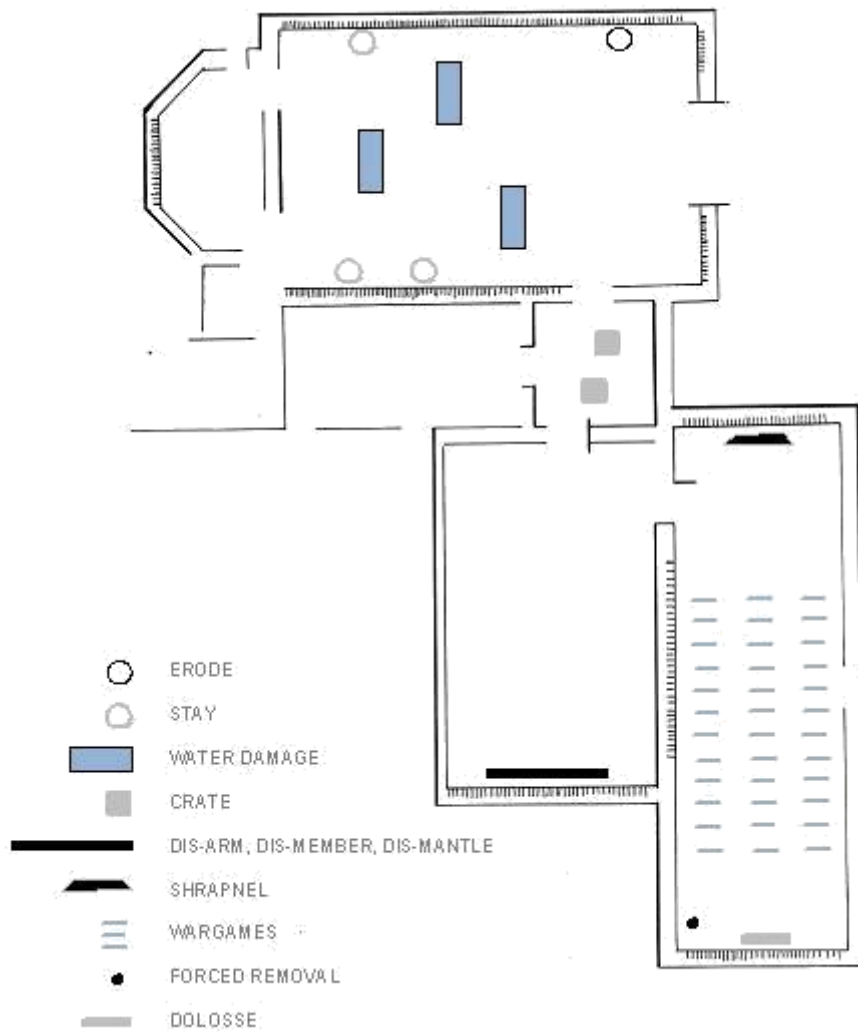 ERODE
STAY
WATER DAMAGE
CRATE
DIS-ARM, DIS-MEMBER, DIS-MANTLE
SHRAPNEL
WARGAMES
FORCED REMOVAL
DOLOSSE